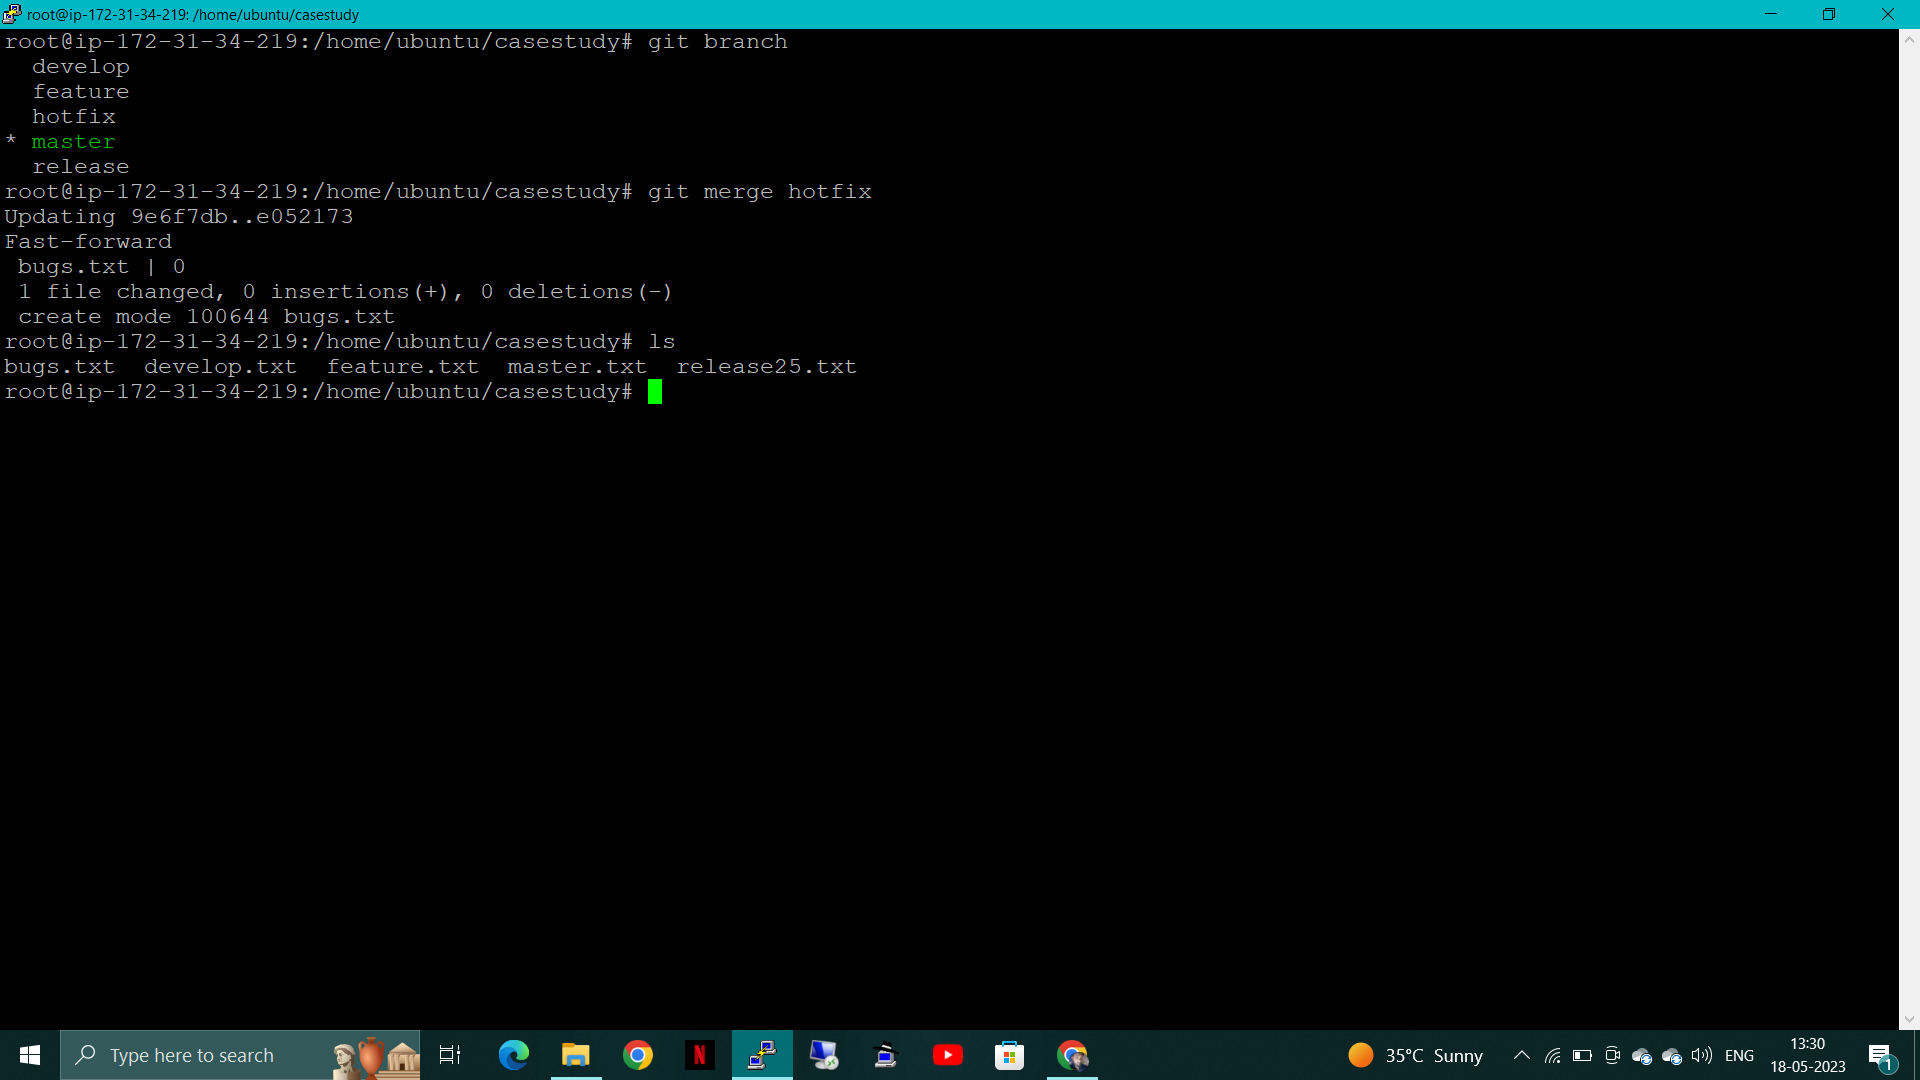 root@ip-172-31-34-219: /home/ubuntu/casestudy
root@ip-172-31-34-219:/home/ubuntu/casestudy# git branch
  develop
  feature
  hotfix
* master
  release
root@ip-172-31-34-219:/home/ubuntu/casestudy# git merge hotfix
Updating 9e6f7db..e052173
Fast-forward
 bugs.txt | 0
 1 file changed, 0 insertions(+), 0 deletions(-)
 create mode 100644 bugs.txt
root@ip-172-31-34-219:/home/ubuntu/casestudy# ls
bugs.txt  develop.txt  feature.txt  master.txt  release25.txt
root@ip-172-31-34-219:/home/ubuntu/casestudy#
Type here to search
N
35°C Sunny
ENG
13:30
18-05-2023
1